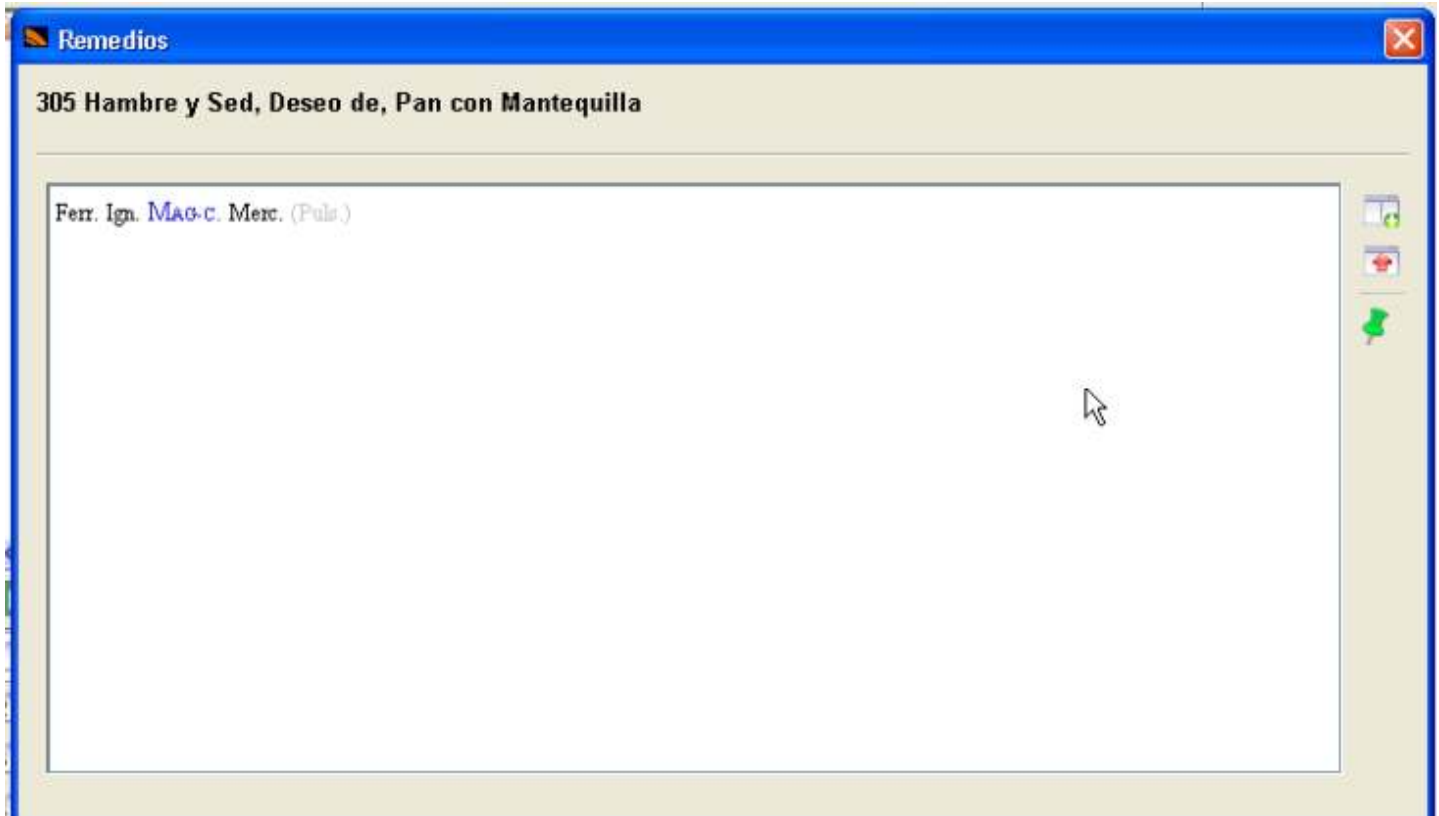 Remedios
305 Hambre y Sed, Deseo de, Pan con Mantequilla
Ferr. Ign. MAG-C. Merc. (Puls.)